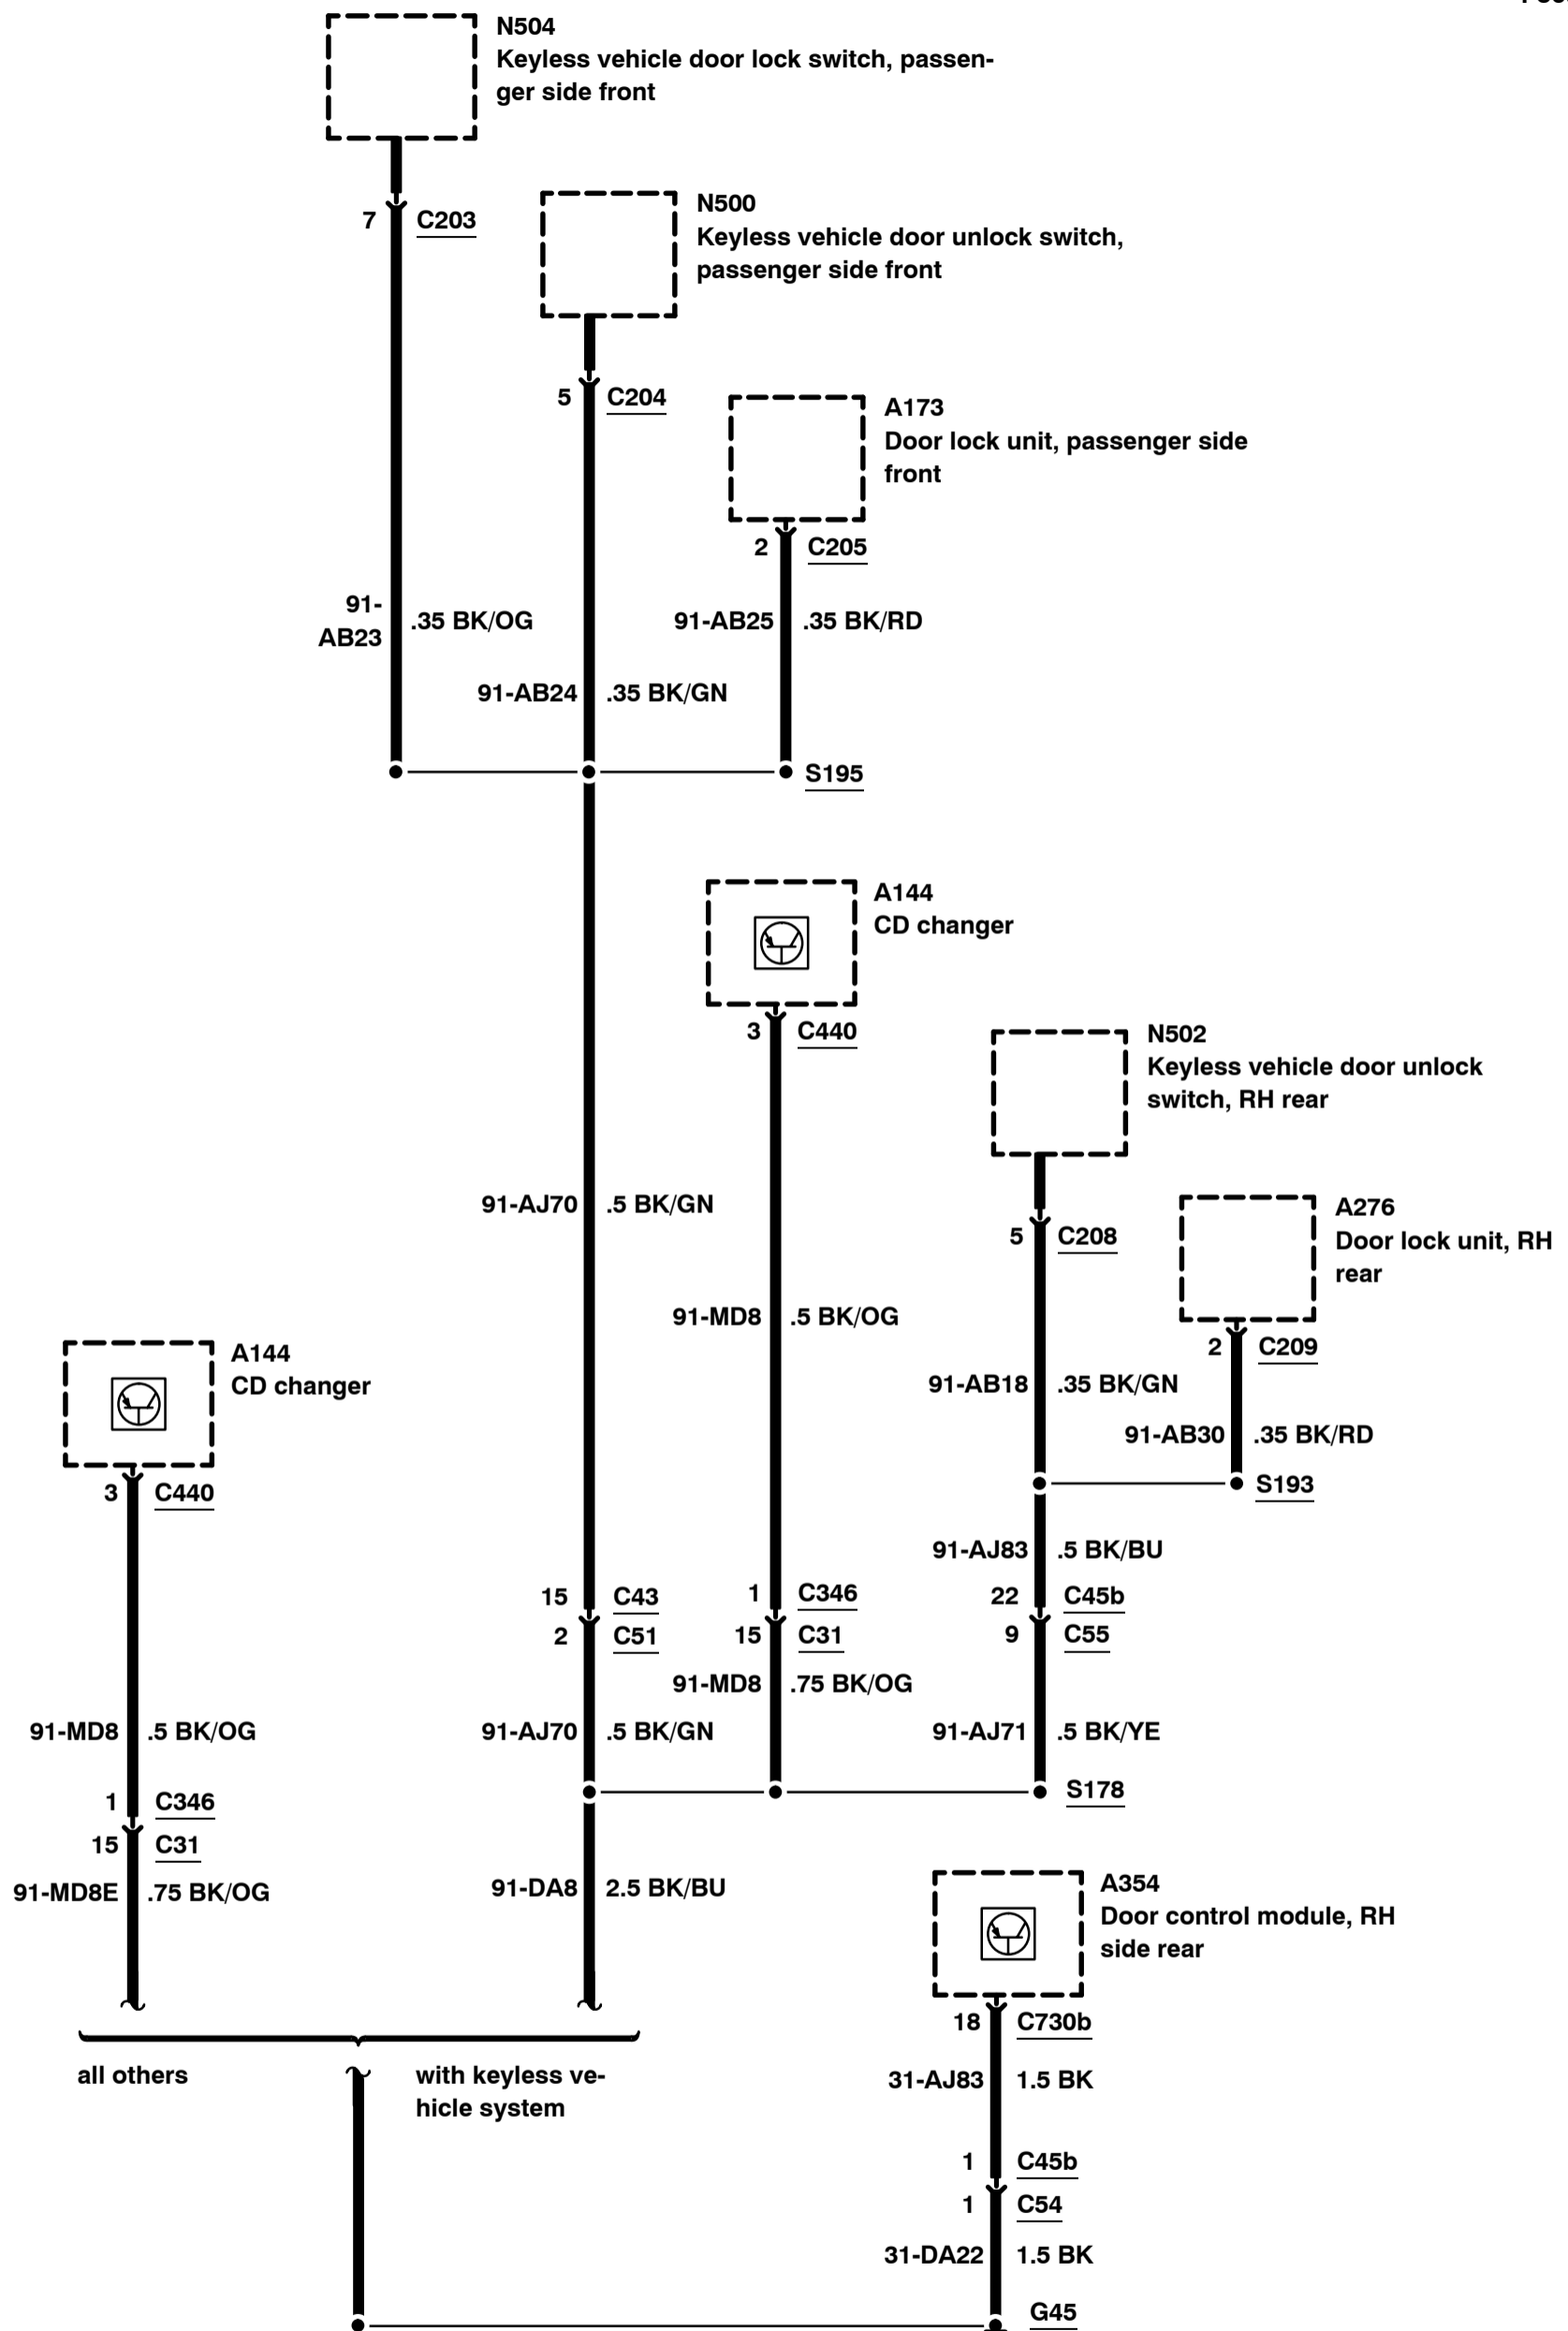 N504
Keyless vehicle door lock switch, passen-
ger side front
7 C203
N500
Keyless vehicle door unlock switch,
passenger side front
5 C204
A173
Door lock unit, passenger side
front
2 C205
91-
AB23
.35 BK/OG
91-AB25 .35 BK/RD
91-AB24 .35 BK/GN
S195
A144
CD changer
3 C440
N502
Keyless vehicle door unlock
switch, RH rear
91-AJ70 .5 BK/GN
5 C208
A276
Door lock unit, RH
rear
91-MD8 .5 BK/OG
2 C209
A144
CD changer
91-AB18 .35 BK/GN
91-AB30 .35 BK/RD
3 C440
S193
91-AJ83 .5 BK/BU
15 C43
1 C346
22 C45b
2 C51
15 C31
9 C55
91-MD8 .75 BK/OG
91-MD8 .5 BK/OG
91-AJ70 .5 BK/GN
91-AJ71 .5 BK/YE
S178
1 C346
15 C31
91-MD8E .75 BK/OG
91-DA8 2.5 BK/BU
A354
Door control module, RH
side rear
18 C730b
all others
with keyless ve-
hicle system
31-AJ83 1.5 BK
1 C45b
1 C54
31-DA22 1.5 BK
G45